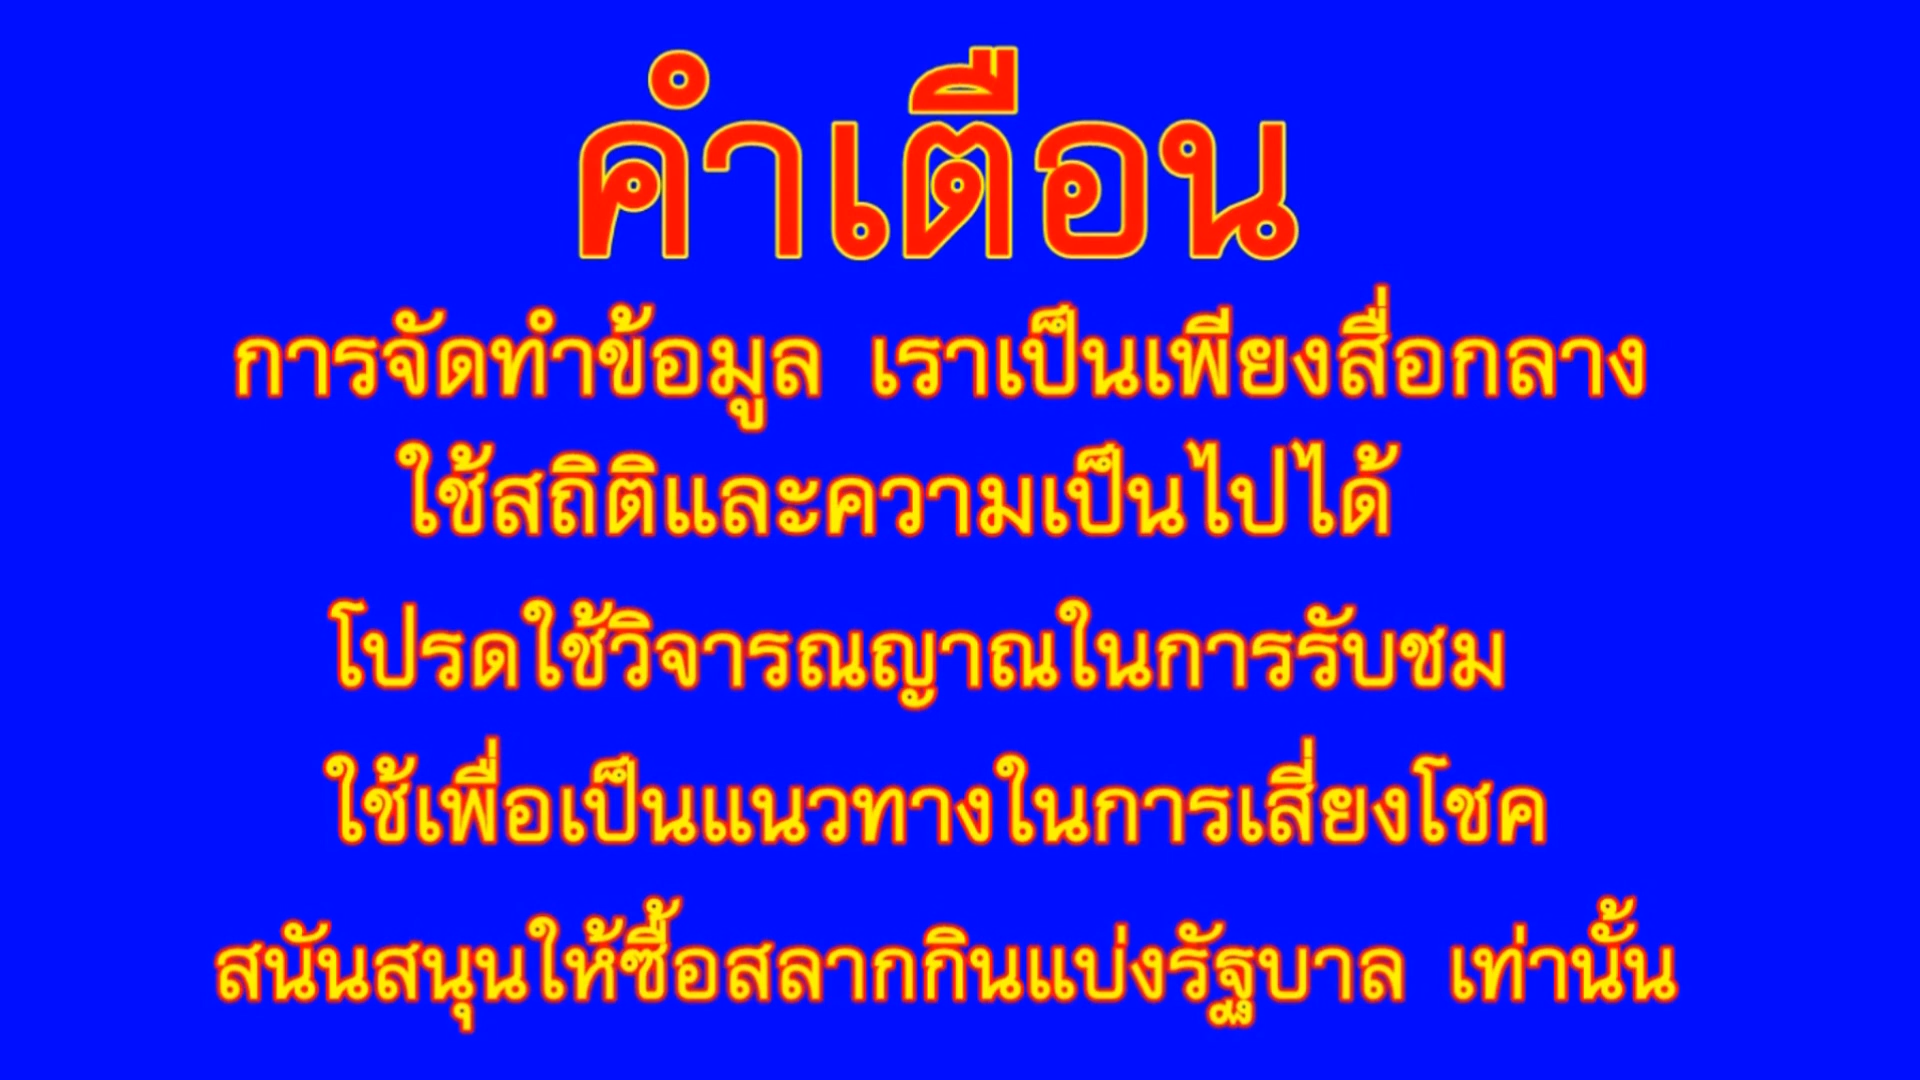 คำเตือน
การจัดทำข้อมูล เราเป็นเพียงสื่อกลาง
ใช้สถิติและความเป็นไปได้
โปรดใช้วิจารณญาณในการรับชม
ใช้เพื่อเป็นแนวทางในการเสี่ยงโชค
สนันสนุนให้ซื้อสลากกินแบ่งรัฐบาล เท่านั้น